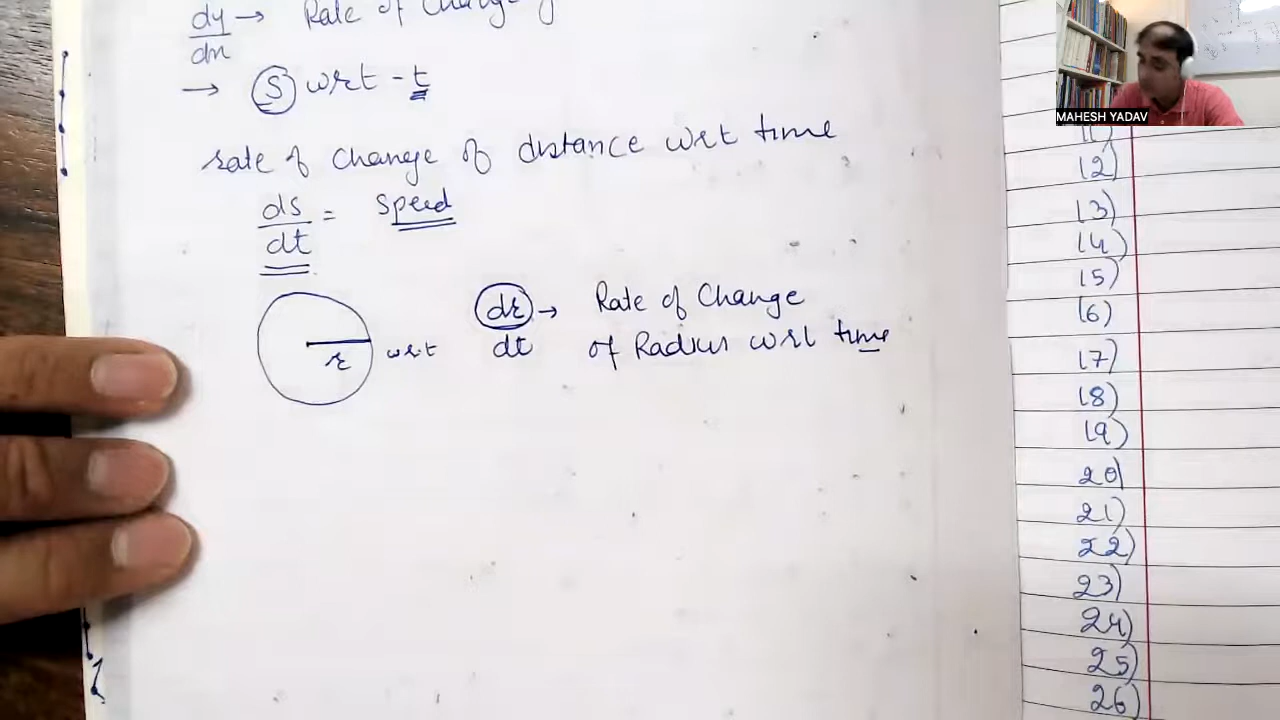 dy → Rate of Change
dx
→ S wrt - t
rate of change of distance wrt time
ds = Speed
dt
dr → Rate of Change
r wrt dt of Radius wrt time
MAHESH YADAV
11)
12)
13)
14)
15)
16)
17)
18)
19)
20)
21)
22)
23)
24)
25)
26)